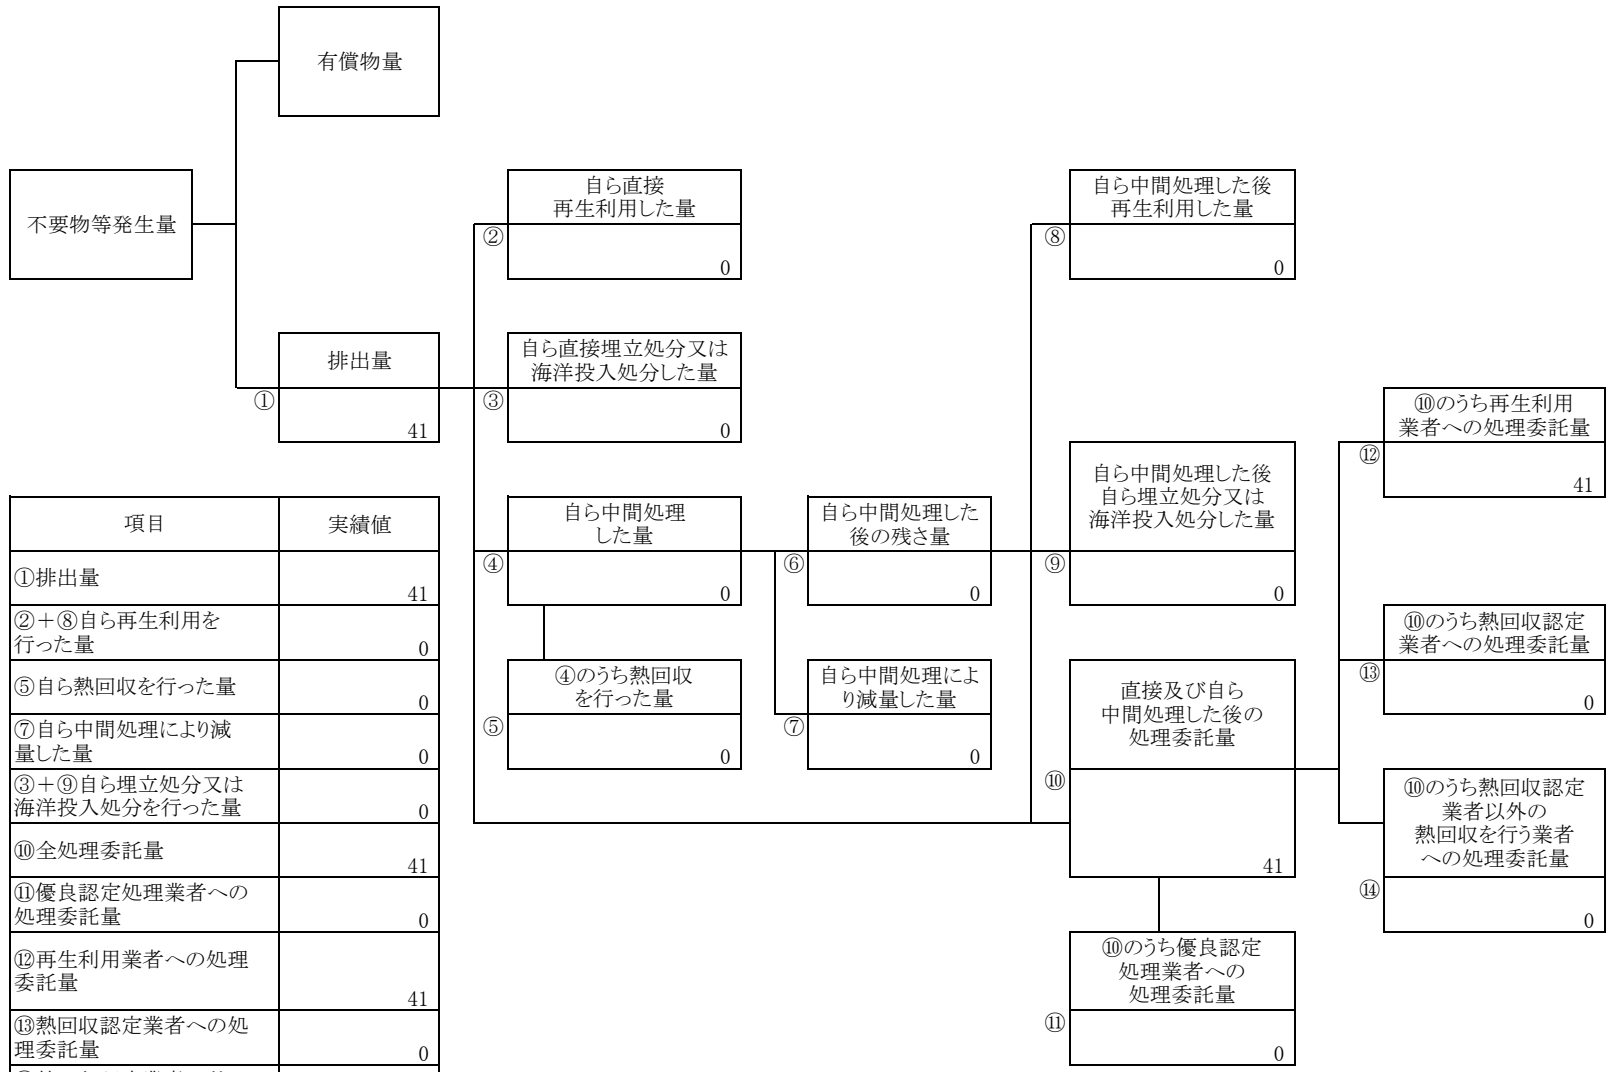 有償物量
不要物等発生量
自ら直接
再生利用した量
②
0
自ら中間処理した後
再生利用した量
⑧
0
排出量
①
41
自ら直接埋立処分又は
海洋投入処分した量
③
0
⑩のうち再生利用
業者への処理委託量
⑫
41
自ら中間処理
した量
④
0
自ら中間処理した
後の残さ量
⑥
0
自ら中間処理した後
自ら埋立処分又は
海洋投入処分した量
⑨
0
⑩のうち熱回収認定
業者への処理委託量
⑬
0
④のうち熱回収
を行った量
⑤
0
自ら中間処理によ
り減量した量
⑦
0
直接及び自ら
中間処理した後の
処理委託量
⑩
41
⑩のうち熱回収認定
業者以外の
熱回収を行う業者
への処理委託量
⑭
0
⑩のうち優良認定
処理業者への
処理委託量
⑪
0
項目 実績値
①排出量
41
②＋⑧自ら再生利用を
行った量
0
⑤自ら熱回収を行った量
0
⑦自ら中間処理により減
量した量
0
③＋⑨自ら埋立処分又は
海洋投入処分を行った量
0
⑩全処理委託量
41
⑪優良認定処理業者への
処理委託量
0
⑫再生利用業者への処理
委託量
41
⑬熱回収認定業者への処
理委託量
0